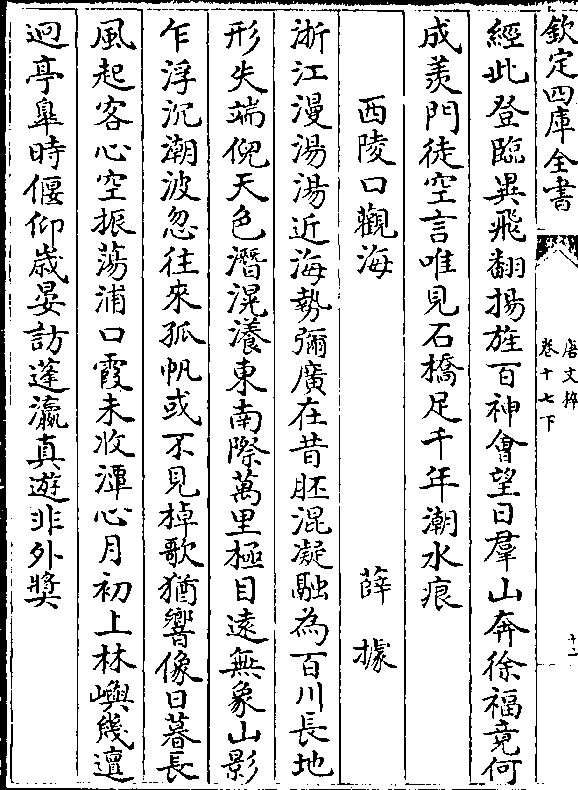 欽定四庫全書
唐文粹
卷十七下
十二
經此登臨異飛翻揚旌百神會望日羣山奔徐福竟何
成羨門徒空言唯見石橋足千年潮水痕
西陵口觀海
薛據
浙江漫湯湯近海勢彌廣在昔胚混凝融為百川長地
形失端倪天色潛滉瀁東南際萬里極目遠無象山影
乍浮沉潮波忽往來孤帆或不見棹歌猶響像日暮長
風起客心空振蕩浦口霞未收潭心月初上林嶼幾邅
迴亭臯時偃仰歲晏訪蓬瀛真遊非外奬